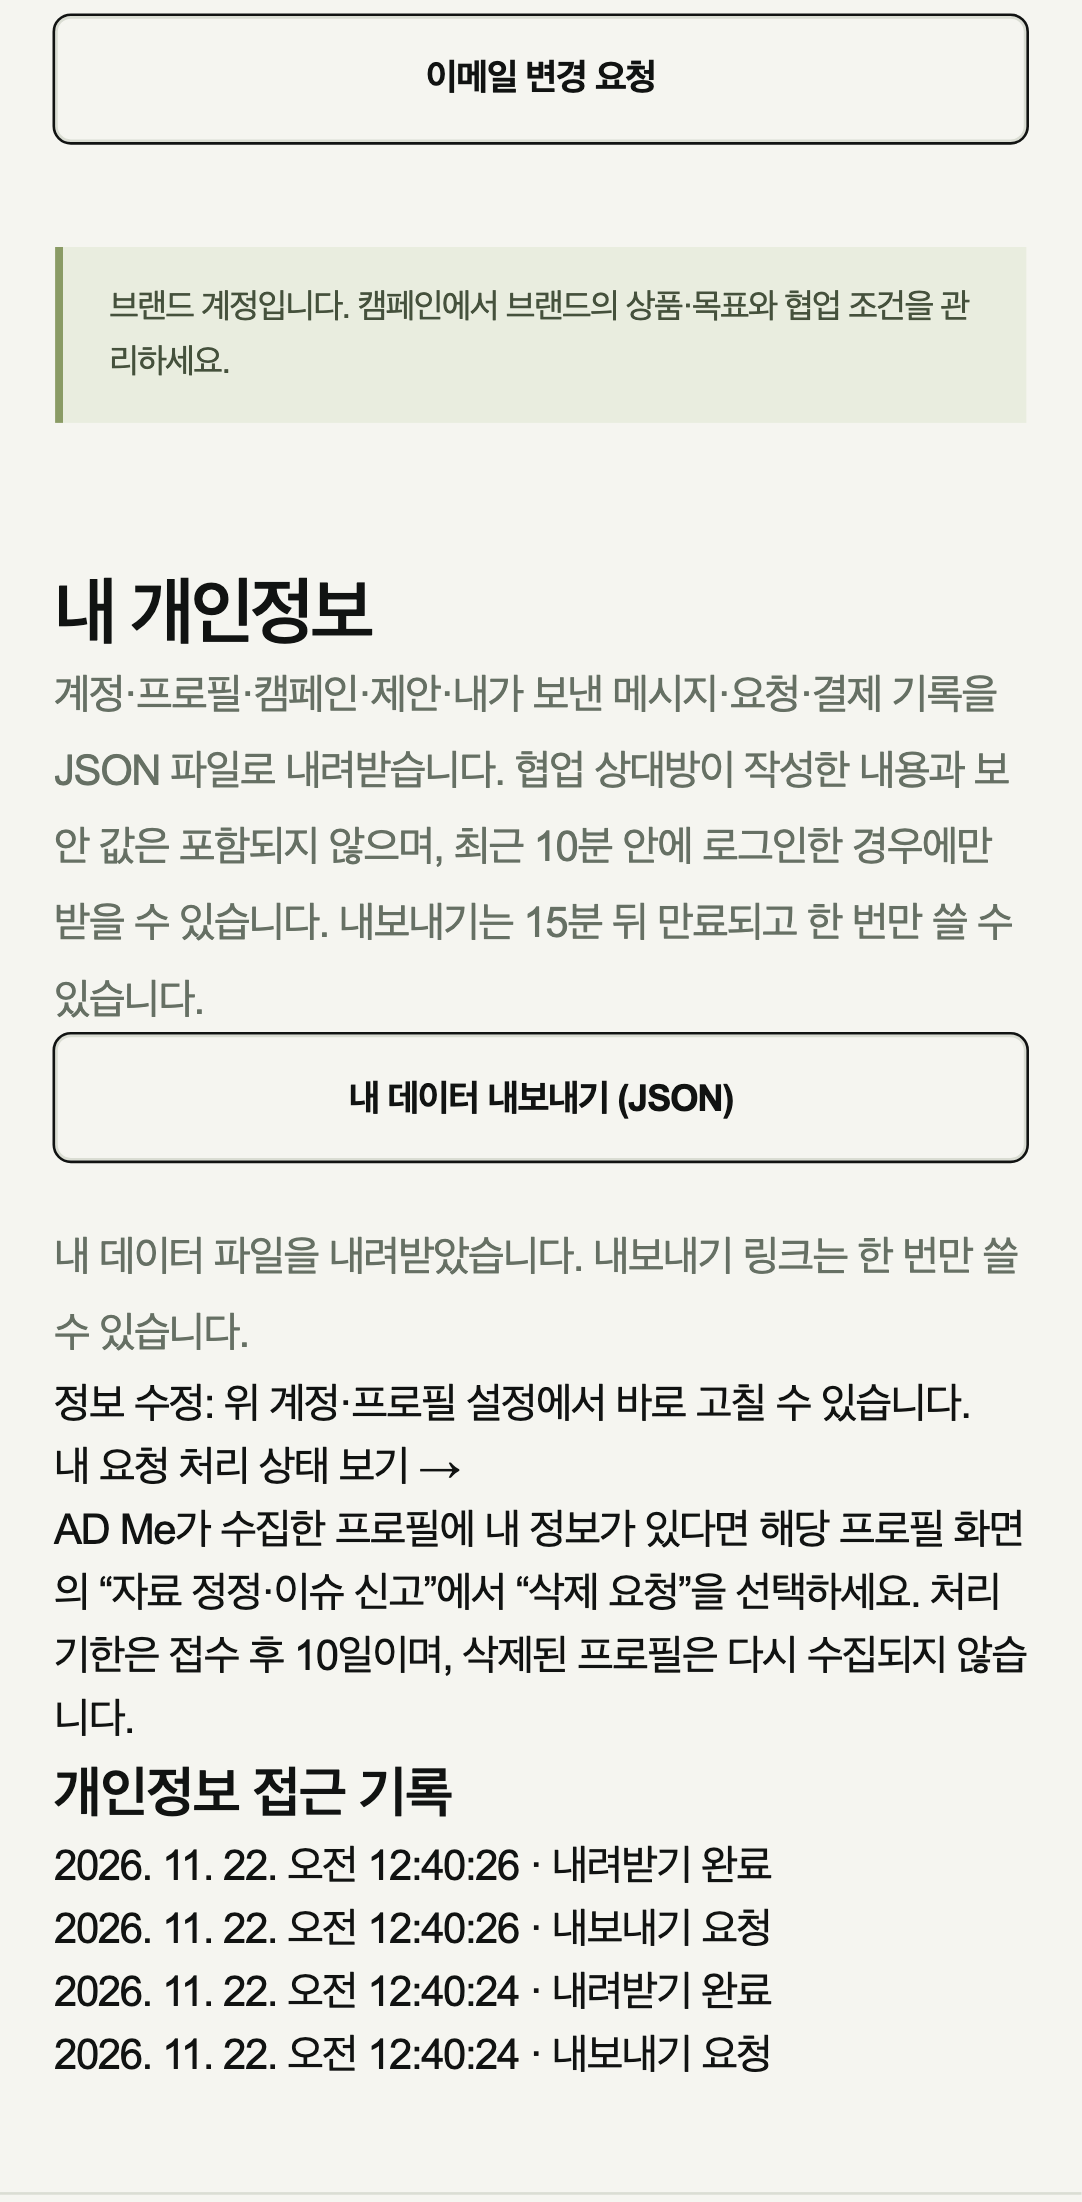 이메일 변경 요청
브랜드 계정입니다. 캠페인에서 브랜드의 상품·목표와 협업 조건을 관
리하세요.
내 개인정보
계정·프로필·캠페인·제안·내가 보낸 메시지·요청·결제 기록을
JSON 파일로 내려받습니다. 협업 상대방이 작성한 내용과 보
안 값은 포함되지 않으며, 최근 10분 안에 로그인한 경우에만
받을 수 있습니다. 내보내기는 15분 뒤 만료되고 한 번만 쓸 수
있습니다.
내 데이터 내보내기 (JSON)
내 데이터 파일을 내려받았습니다. 내보내기 링크는 한 번만 쓸
수 있습니다.
정보 수정: 위 계정·프로필 설정에서 바로 고칠 수 있습니다.
내 요청 처리 상태 보기 →
AD Me가 수집한 프로필에 내 정보가 있다면 해당 프로필 화면
의 “자료 정정·이슈 신고”에서 “삭제 요청”을 선택하세요. 처리
기한은 접수 후 10일이며, 삭제된 프로필은 다시 수집되지 않습
니다.
개인정보 접근 기록
2026. 11. 22. 오전 12:40:26 · 내려받기 완료
2026. 11. 22. 오전 12:40:26 · 내보내기 요청
2026. 11. 22. 오전 12:40:24 · 내려받기 완료
2026. 11. 22. 오전 12:40:24 · 내보내기 요청